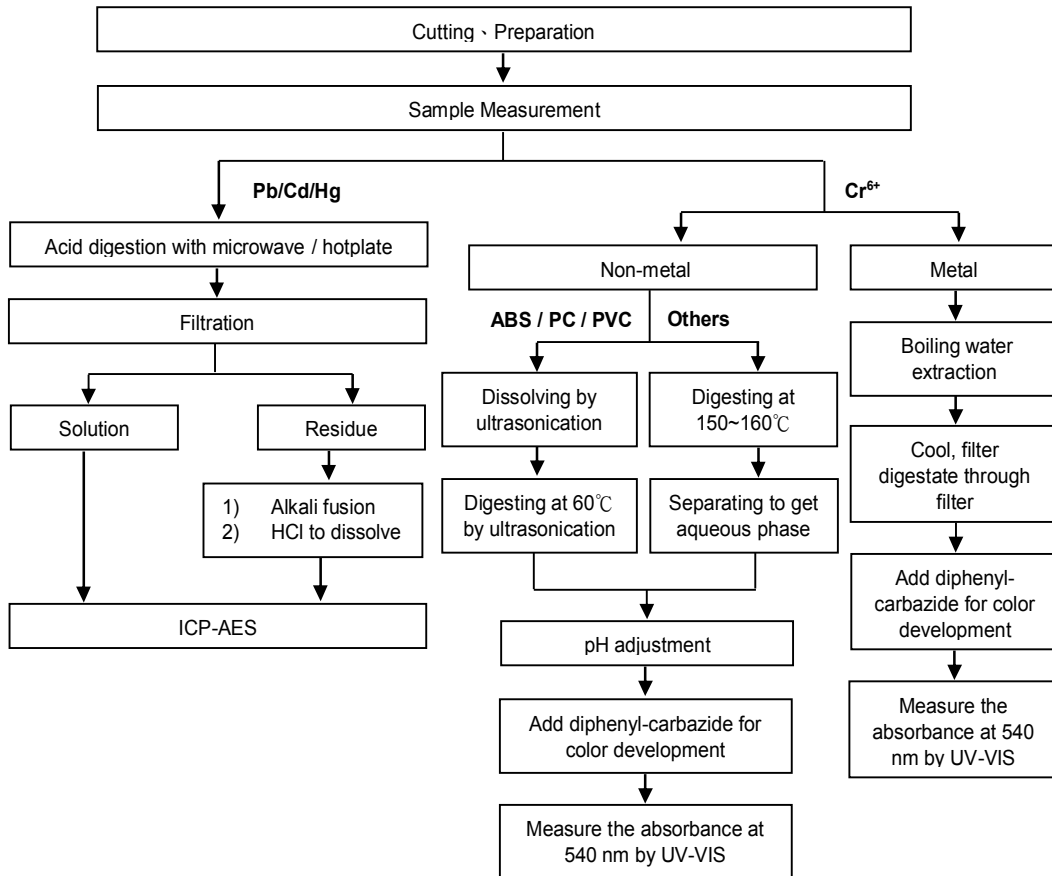 Cutting、Preparation
Sample Measurement
Pb/Cd/Hg
Cr⁶⁺
Acid digestion with microwave / hotplate
Non-metal
Metal
Filtration
ABS / PC / PVC
Others
Boiling water
extraction
Solution
Residue
Dissolving by
ultrasonication
Digesting at
150~160℃
Cool, filter
digestate through
filter
1) Alkali fusion
2) HCl to dissolve
Digesting at 60℃
by ultrasonication
Separating to get
aqueous phase
Add diphenyl-
carbazide for color
development
ICP-AES
pH adjustment
Measure the
absorbance at 540
nm by UV-VIS
Add diphenyl-carbazide for
color development
Measure the absorbance at
540 nm by UV-VIS